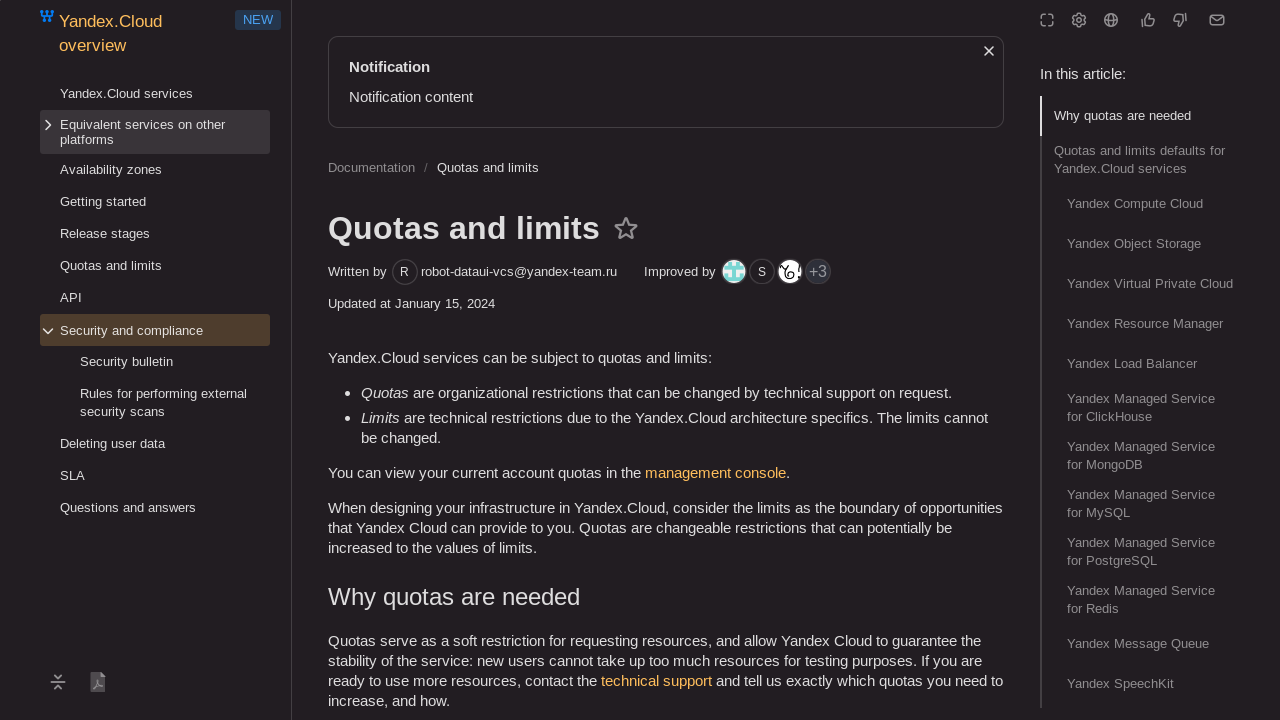 Yandex.Cloud
overview
NEW
Yandex.Cloud services
Equivalent services on other
platforms
Availability zones
Getting started
Release stages
Quotas and limits
API
Security and compliance
Security bulletin
Rules for performing external
security scans
Deleting user data
SLA
Questions and answers
Notification
Notification content
Documentation / Quotas and limits
Quotas and limits
Written by R robot-dataui-vcs@yandex-team.ru Improved by S +3
Updated at January 15, 2024
Yandex.Cloud services can be subject to quotas and limits:
• Quotas are organizational restrictions that can be changed by technical support on request.
• Limits are technical restrictions due to the Yandex.Cloud architecture specifics. The limits cannot
be changed.
You can view your current account quotas in the management console.
When designing your infrastructure in Yandex.Cloud, consider the limits as the boundary of opportunities
that Yandex Cloud can provide to you. Quotas are changeable restrictions that can potentially be
increased to the values of limits.
Why quotas are needed
Quotas serve as a soft restriction for requesting resources, and allow Yandex Cloud to guarantee the
stability of the service: new users cannot take up too much resources for testing purposes. If you are
ready to use more resources, contact the technical support and tell us exactly which quotas you need to
increase, and how.
In this article:
Why quotas are needed
Quotas and limits defaults for
Yandex.Cloud services
Yandex Compute Cloud
Yandex Object Storage
Yandex Virtual Private Cloud
Yandex Resource Manager
Yandex Load Balancer
Yandex Managed Service
for ClickHouse
Yandex Managed Service
for MongoDB
Yandex Managed Service
for MySQL
Yandex Managed Service
for PostgreSQL
Yandex Managed Service
for Redis
Yandex Message Queue
Yandex SpeechKit